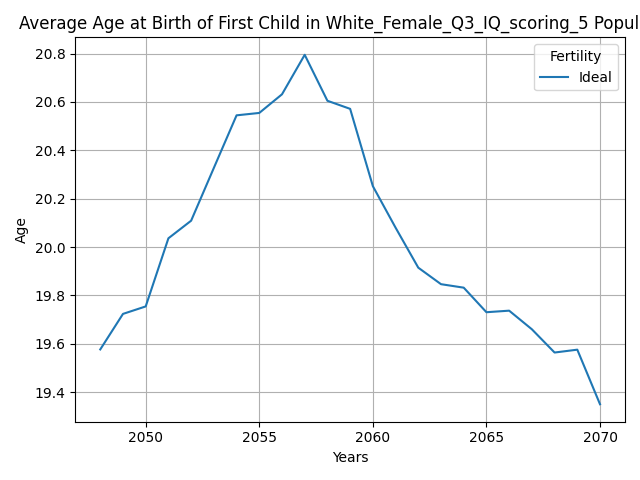 Average Age at Birth of First Child in White_Female_Q3_IQ_scoring_5 Popul
20.8
20.6
20.4
20.2
20.0
19.8
19.6
19.4
Age
Fertility
Ideal
2050 2055 2060 2065 2070
Years